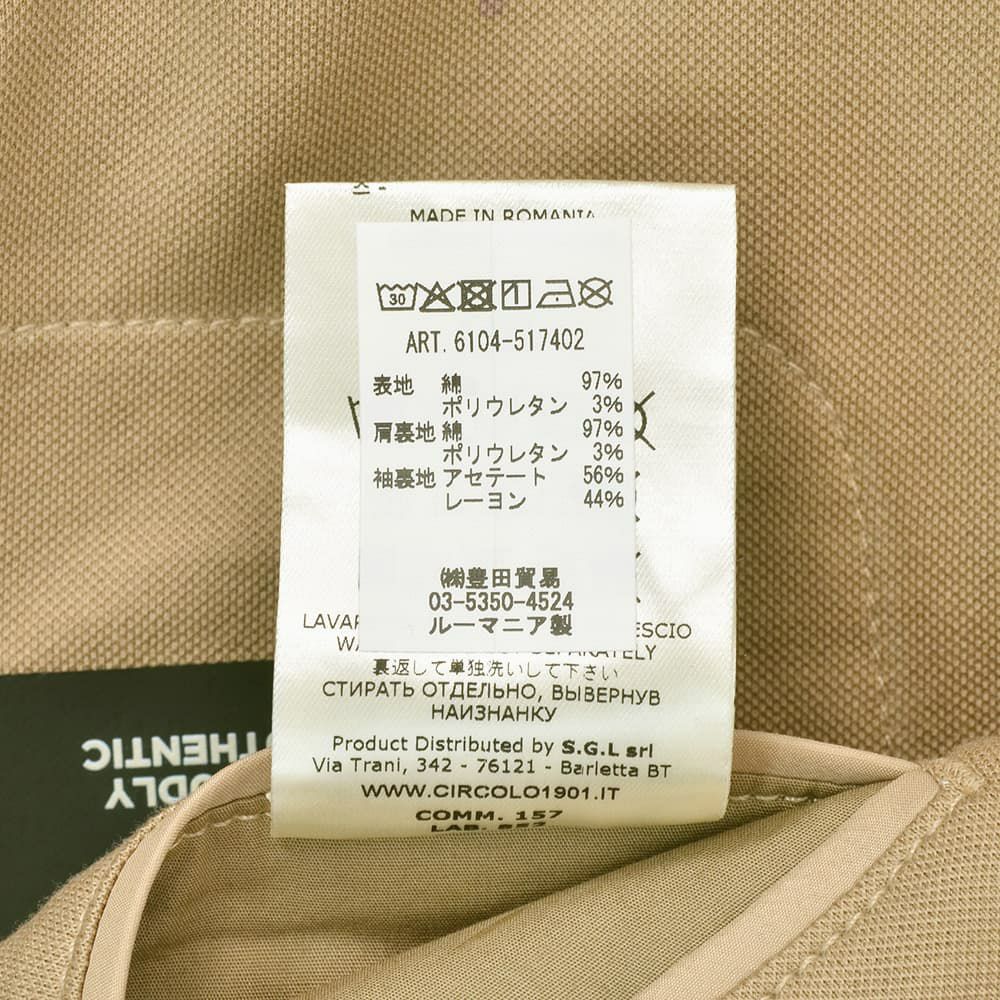 MADE IN ROMANIA
30
ART. 6104-517402
表地 綿 97%
ポリウレタン 3%
肩裏地 綿 97%
ポリウレタン 3%
袖裏地 アセテート 56%
レーヨン 44%
㈱豊田貿易
03-5350-4524
ルーマニア製
裏返して単独洗いして下さい
СТИРАТЬ ОТДЕЛЬНО, ВЫВЕРНУВ
НАИЗНАНКУ
Product Distributed by S.G.L srl
Via Trani, 342 - 76121 - Barletta BT
WWW.CIRCOLO1901.IT
COMM. 157
LAB.